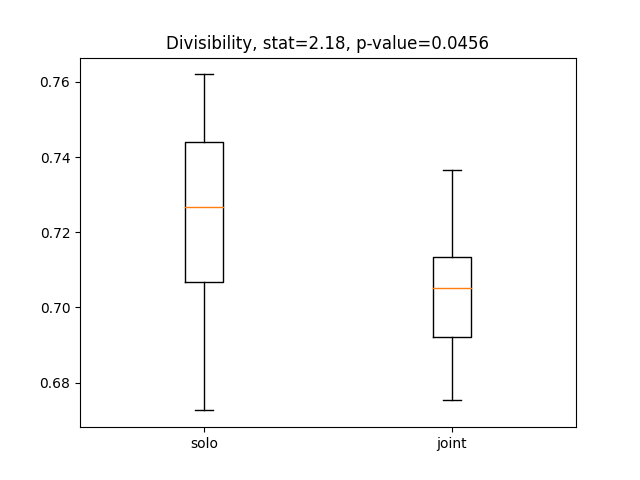 Divisibility, stat=2.18, p-value=0.0456
0.76
0.74
0.72
0.70
0.68
solo
joint